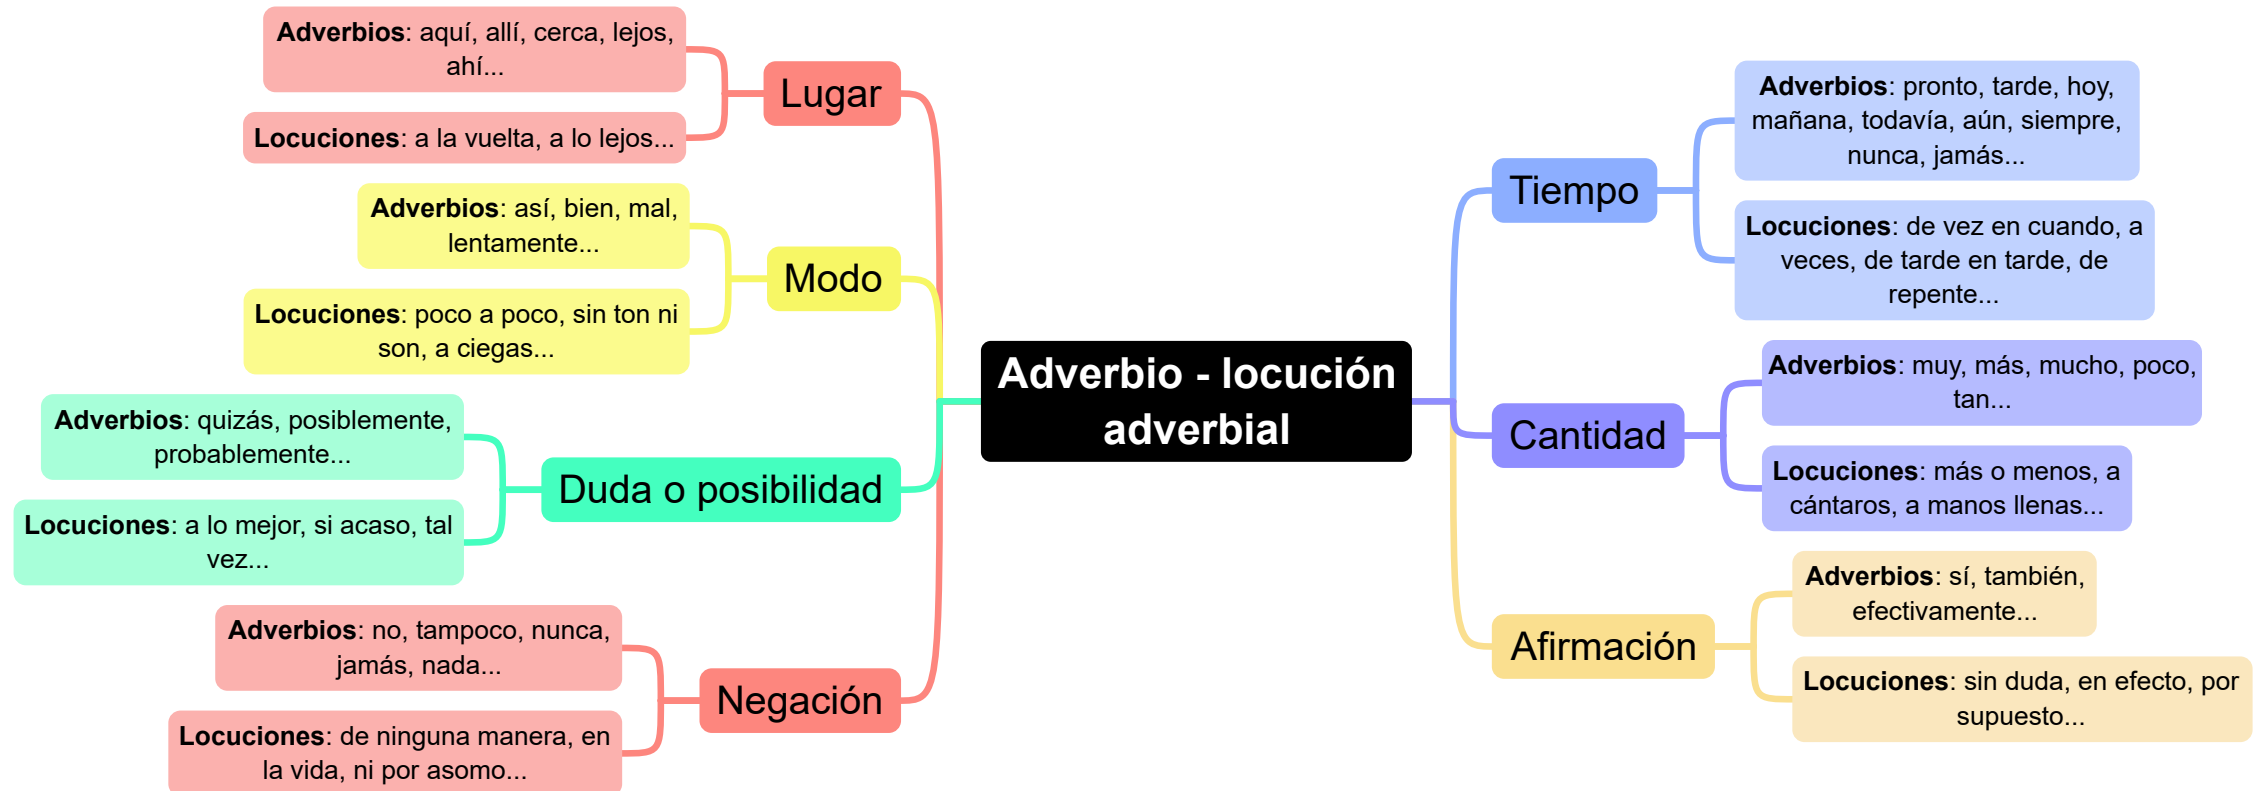 Adverbio - locución
adverbial
Lugar
Adverbios: aquí, allí, cerca, lejos,
ahí...
Locuciones: a la vuelta, a lo lejos...
Modo
Adverbios: así, bien, mal,
lentamente...
Locuciones: poco a poco, sin ton ni
son, a ciegas...
Duda o posibilidad
Adverbios: quizás, posiblemente,
probablemente...
Locuciones: a lo mejor, si acaso, tal
vez...
Negación
Adverbios: no, tampoco, nunca,
jamás, nada...
Locuciones: de ninguna manera, en
la vida, ni por asomo...
Tiempo
Adverbios: pronto, tarde, hoy,
mañana, todavía, aún, siempre,
nunca, jamás...
Locuciones: de vez en cuando, a
veces, de tarde en tarde, de
repente...
Cantidad
Adverbios: muy, más, mucho, poco,
tan...
Locuciones: más o menos, a
cántaros, a manos llenas...
Afirmación
Adverbios: sí, también,
efectivamente...
Locuciones: sin duda, en efecto, por
supuesto...